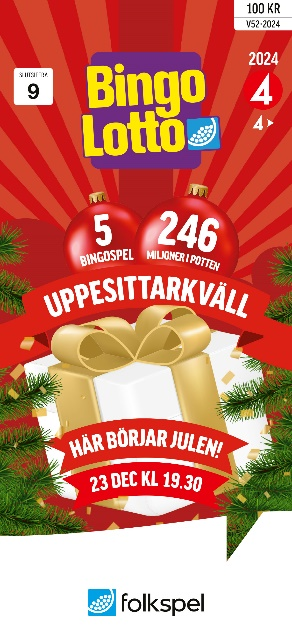 100 KR
V52-2024
SLUTSIFFRA
9
2024
4
4
Bingo
Lotto
5
BINGOSPEL
246
MILJONER I POTTEN
UPPESITTARKVÄLL
HÄR BÖRJAR JULEN!
23 DEC KL 19.30
folkspel